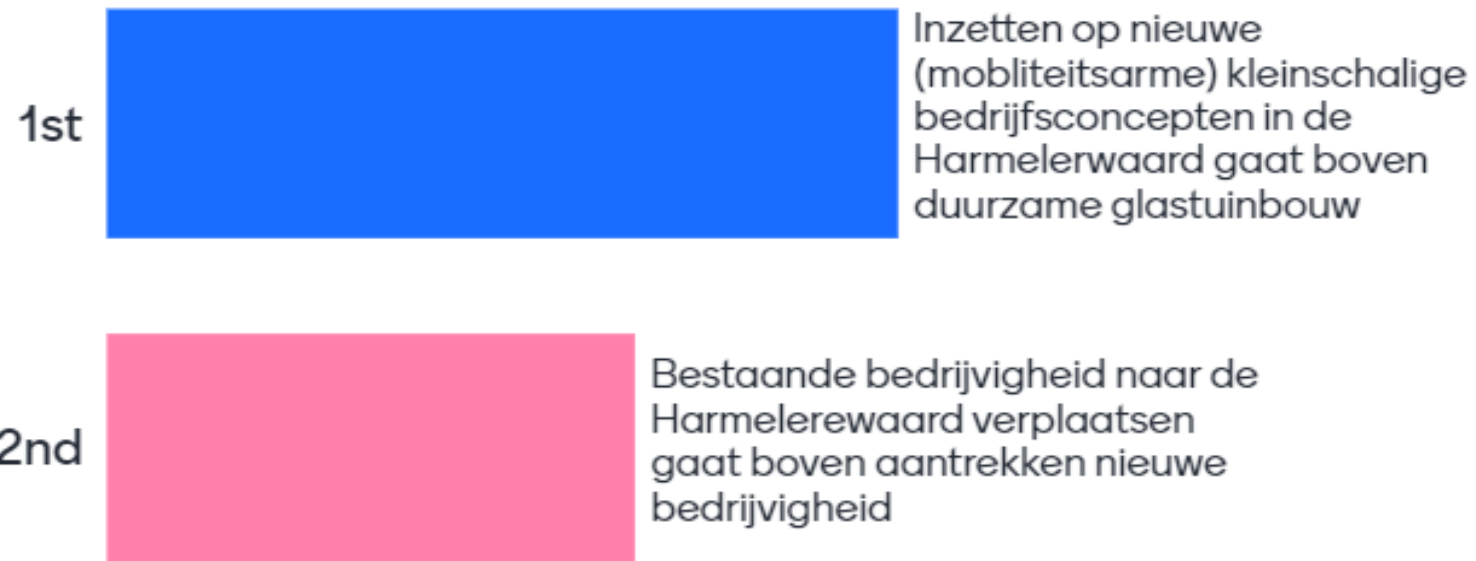 1st
Inzetten op nieuwe
(mobliteitsarme) kleinschalige
bedrijfsconcepten in de
Harmelerwaard gaat boven
duurzame glastuinbouw
2nd
Bestaande bedrijvigheid naar de
Harmelerewaard verplaatsen
gaat boven aantrekken nieuwe
bedrijvigheid